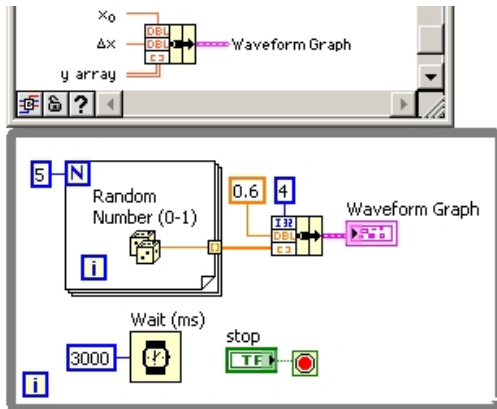 x₀
DBL
Δx
DBL
Waveform Graph
y array
?
5 N
0.6 4
Random
Number (0-1)
I32
DBL
Waveform Graph
i
Wait (ms)
3000
stop
TF
i